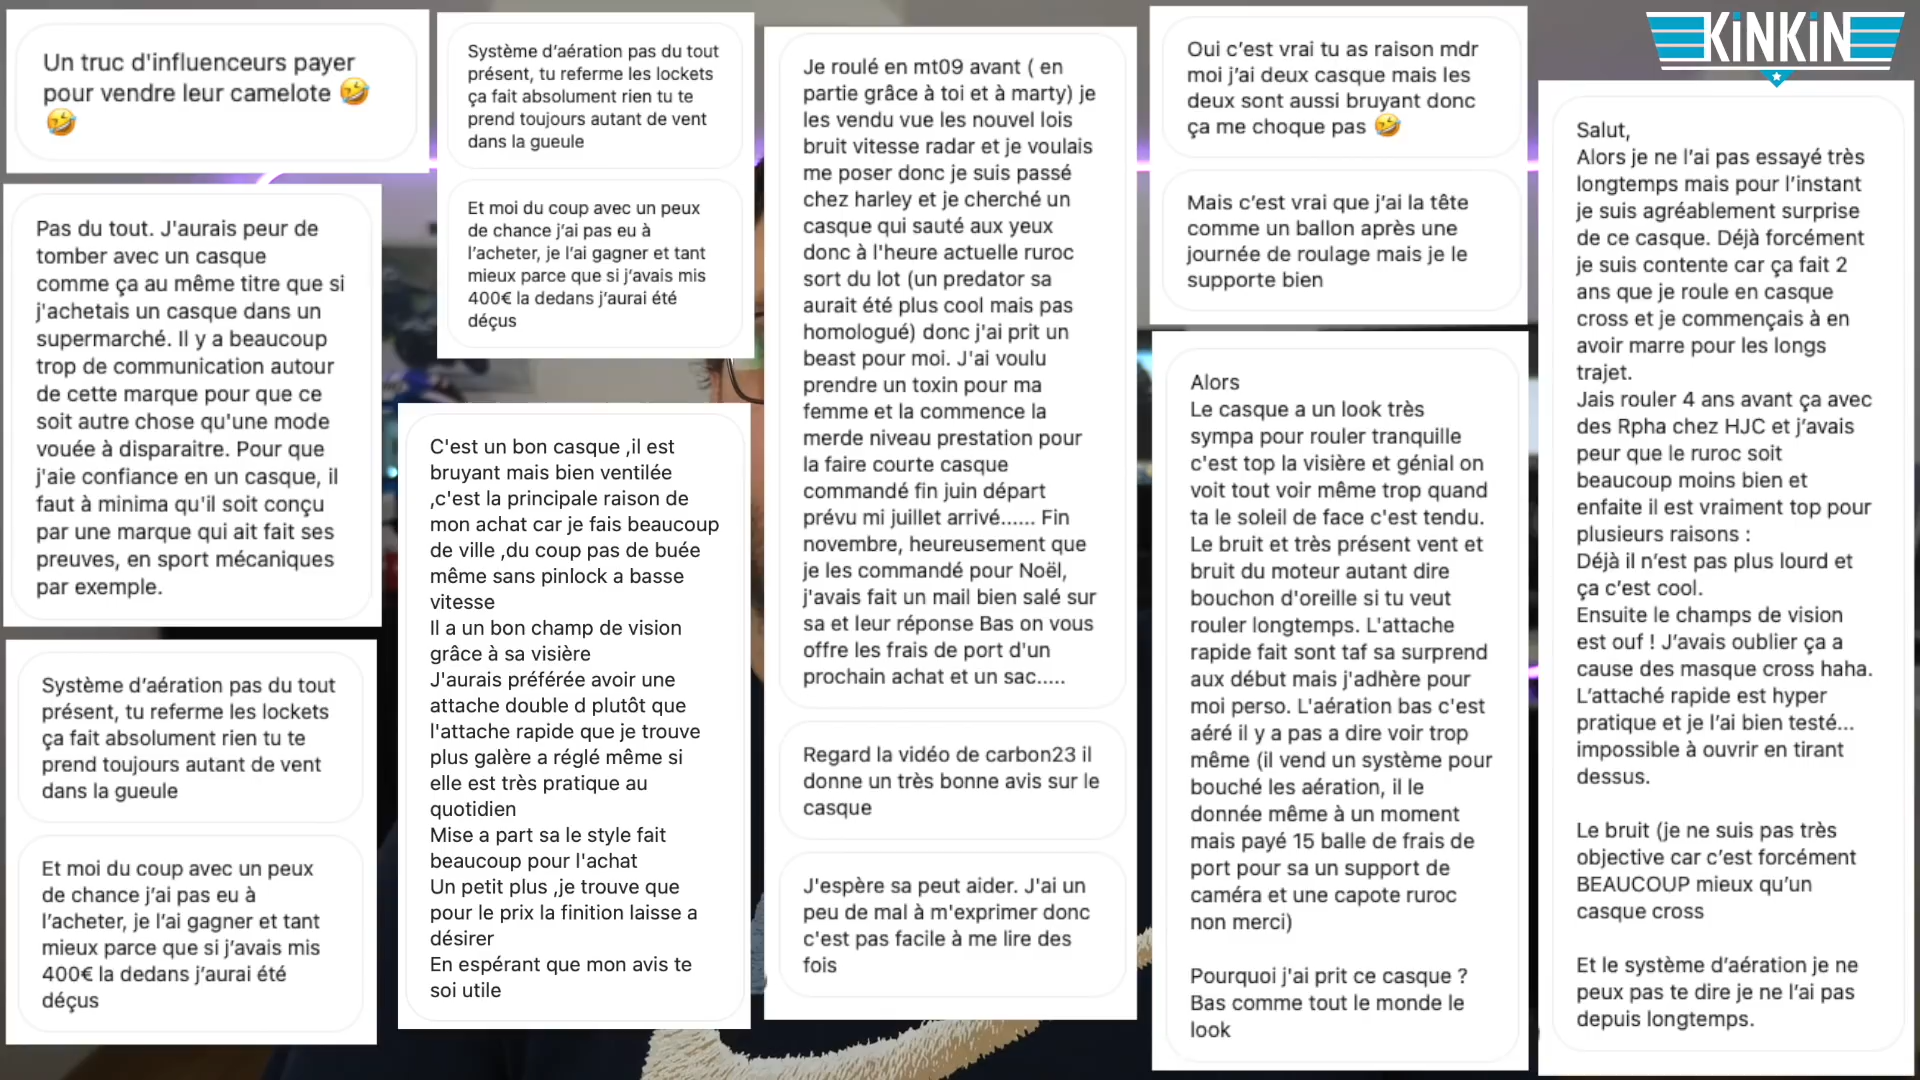 Un truc d'influenceurs payer
pour vendre leur camelote 🤣
🤣
Pas du tout. J'aurais peur de
tomber avec un casque
comme ça au même titre que si
j'achetais un casque dans un
supermarché. Il y a beaucoup
trop de communication autour
de cette marque pour que ce
soit autre chose qu'une mode
vouée à disparaitre. Pour que
j'aie confiance en un casque, il
faut à minima qu'il soit conçu
par une marque qui ait fait ses
preuves, en sport mécaniques
par exemple.
Système d’aération pas du tout
présent, tu referme les lockets
ça fait absolument rien tu te
prend toujours autant de vent
dans la gueule
Et moi du coup avec un peux
de chance j’ai pas eu à
l’acheter, je l’ai gagner et tant
mieux parce que si j’avais mis
400€ la dedans j’aurai été
déçus
Système d’aération pas du tout
présent, tu referme les lockets
ça fait absolument rien tu te
prend toujours autant de vent
dans la gueule
Et moi du coup avec un peux
de chance j’ai pas eu à
l’acheter, je l’ai gagner et tant
mieux parce que si j’avais mis
400€ la dedans j’aurai été
déçus
C'est un bon casque ,il est
bruyant mais bien ventilée
,c'est la principale raison de
mon achat car je fais beaucoup
de ville ,du coup pas de buée
même sans pinlock a basse
vitesse
Il a un bon champ de vision
grâce à sa visière
J'aurais préférée avoir une
attache double d plutôt que
l'attache rapide que je trouve
plus galère a réglé même si
elle est très pratique au
quotidien
Mise a part sa le style fait
beaucoup pour l'achat
Un petit plus ,je trouve que
pour le prix la finition laisse a
désirer
En espérant que mon avis te
soi utile
Je roulé en mt09 avant ( en
partie grâce à toi et à marty) je
les vendu vue les nouvel lois
bruit vitesse radar et je voulais
me poser donc je suis passé
chez harley et je cherché un
casque qui sauté aux yeux
donc à l'heure actuelle ruroc
sort du lot (un predator sa
aurait été plus cool mais pas
homologué) donc j'ai prit un
beast pour moi. J'ai voulu
prendre un toxin pour ma
femme et la commence la
merde niveau prestation pour
la faire courte casque
commandé fin juin départ
prévu mi juillet arrivé...... Fin
novembre, heureusement que
je les commandé pour Noël,
j'avais fait un mail bien salé sur
sa et leur réponse Bas on vous
offre les frais de port d'un
prochain achat et un sac.....
Regard la vidéo de carbon23 il
donne un très bonne avis sur le
casque
J'espère sa peut aider. J'ai un
peu de mal à m'exprimer donc
c'est pas facile à me lire des
fois
Oui c’est vrai tu as raison mdr
moi j’ai deux casque mais les
deux sont aussi bruyant donc
ça me choque pas 🤣
Mais c’est vrai que j’ai la tête
comme un ballon après une
journée de roulage mais je le
supporte bien
Alors
Le casque a un look très
sympa pour rouler tranquille
c'est top la visière et génial on
voit tout voir même trop quand
ta le soleil de face c'est tendu.
Le bruit et très présent vent et
bruit du moteur autant dire
bouchon d'oreille si tu veut
rouler longtemps. L'attache
rapide fait sont taf sa surprend
aux début mais j'adhère pour
moi perso. L'aération bas c'est
aéré il y a pas a dire voir trop
même (il vend un système pour
bouché les aération, il le
donnée même à un moment
mais payé 15 balle de frais de
port pour sa un support de
caméra et une capote ruroc
non merci)
Pourquoi j'ai prit ce casque ?
Bas comme tout le monde le
look
KINKIN
Salut,
Alors je ne l’ai pas essayé très
longtemps mais pour l’instant
je suis agréablement surprise
de ce casque. Déjà forcément
je suis contente car ça fait 2
ans que je roule en casque
cross et je commençais à en
avoir marre pour les longs
trajet.
Jais rouler 4 ans avant ça avec
des Rpha chez HJC et j’avais
peur que le ruroc soit
beaucoup moins bien et
enfaite il est vraiment top pour
plusieurs raisons :
Déjà il n’est pas plus lourd et
ça c’est cool.
Ensuite le champs de vision
est ouf ! J’avais oublier ça a
cause des masque cross haha.
L’attaché rapide est hyper
pratique et je l’ai bien testé...
impossible à ouvrir en tirant
dessus.
Le bruit (je ne suis pas très
objective car c’est forcément
BEAUCOUP mieux qu’un
casque cross
Et le système d’aération je ne
peux pas te dire je ne l’ai pas
depuis longtemps.